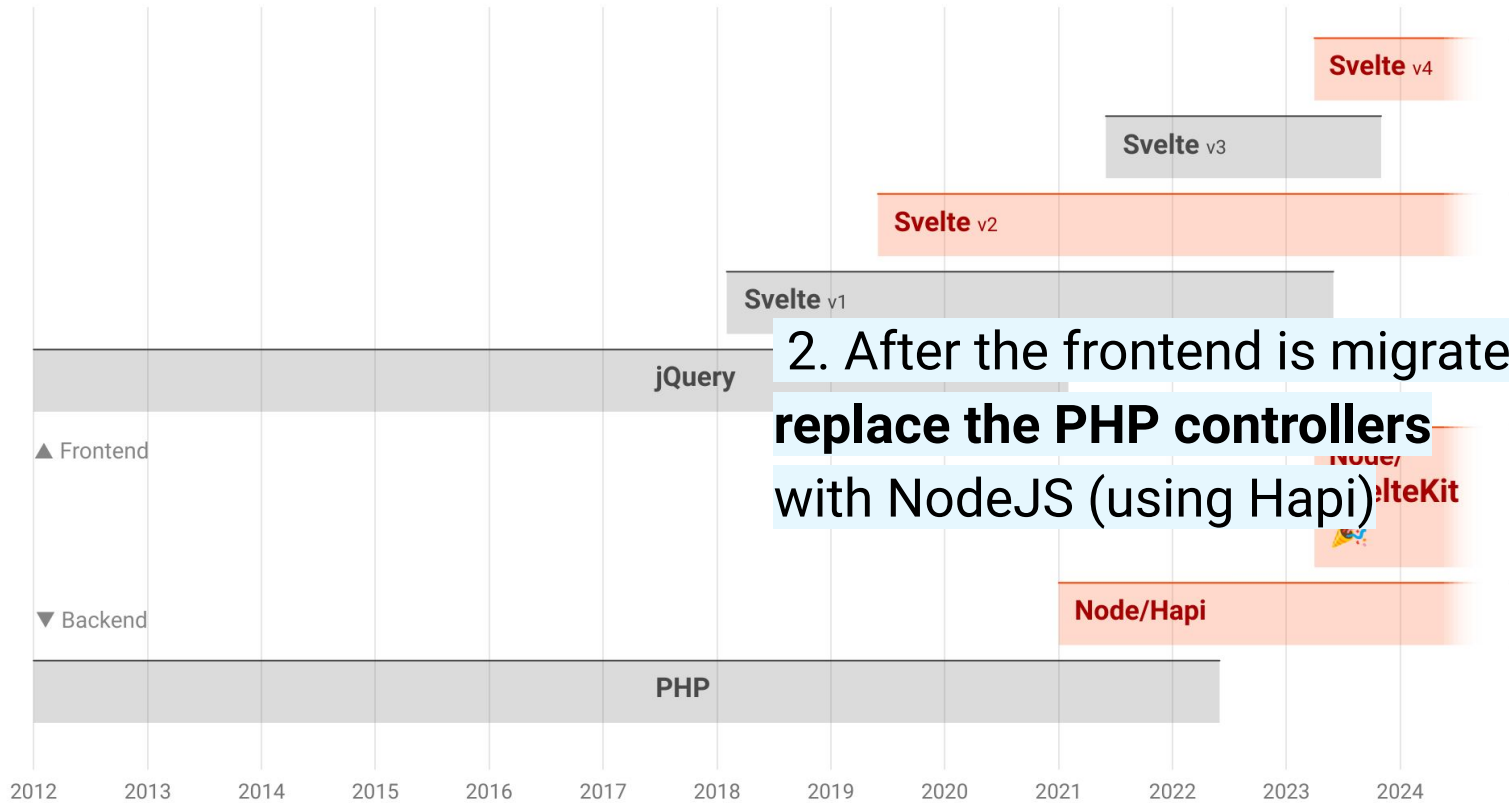 Svelte v4
Svelte v3
Svelte v2
Svelte v1
jQuery
2. After the frontend is migrate
replace the PHP controllers
with NodeJS (using Hapi)
▲ Frontend
Node/
elteKit
🎉
▼ Backend
Node/Hapi
PHP
2012 2013 2014 2015 2016 2017 2018 2019 2020 2021 2022 2023 2024